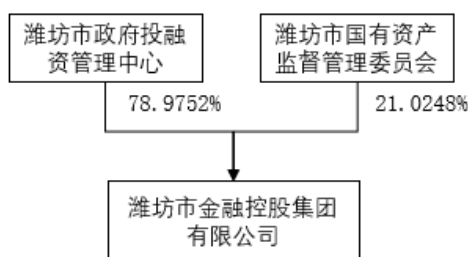 潍坊市政府投融
资管理中心
潍坊市国有资产
监督管理委员会
78.9752%
21.0248%
潍坊市金融控股集团
有限公司